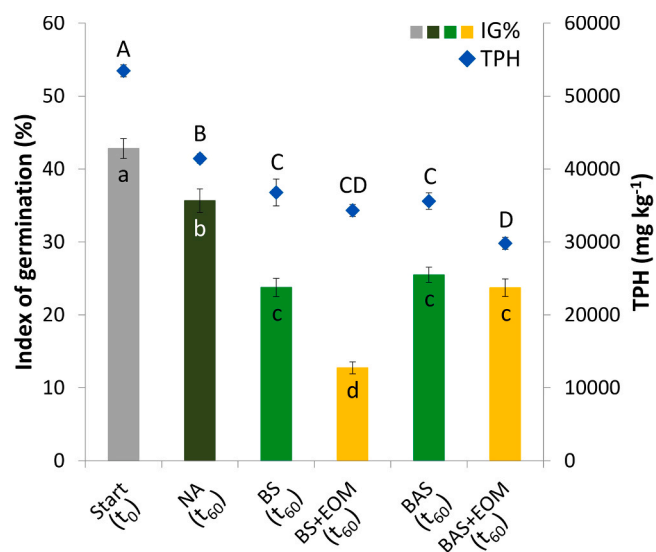 60
50
40
30
20
10
0
Index of germination (%)
60000
50000
40000
30000
20000
10000
0
TPH (mg kg-1)
IG%
TPH
A
B
C
CD
C
D
a
b
c
d
c
c
Start
(t0)
NA
(t60)
BS
(t60)
BS+EOM
(t60)
BAS
(t60)
BAS+EOM
(t60)